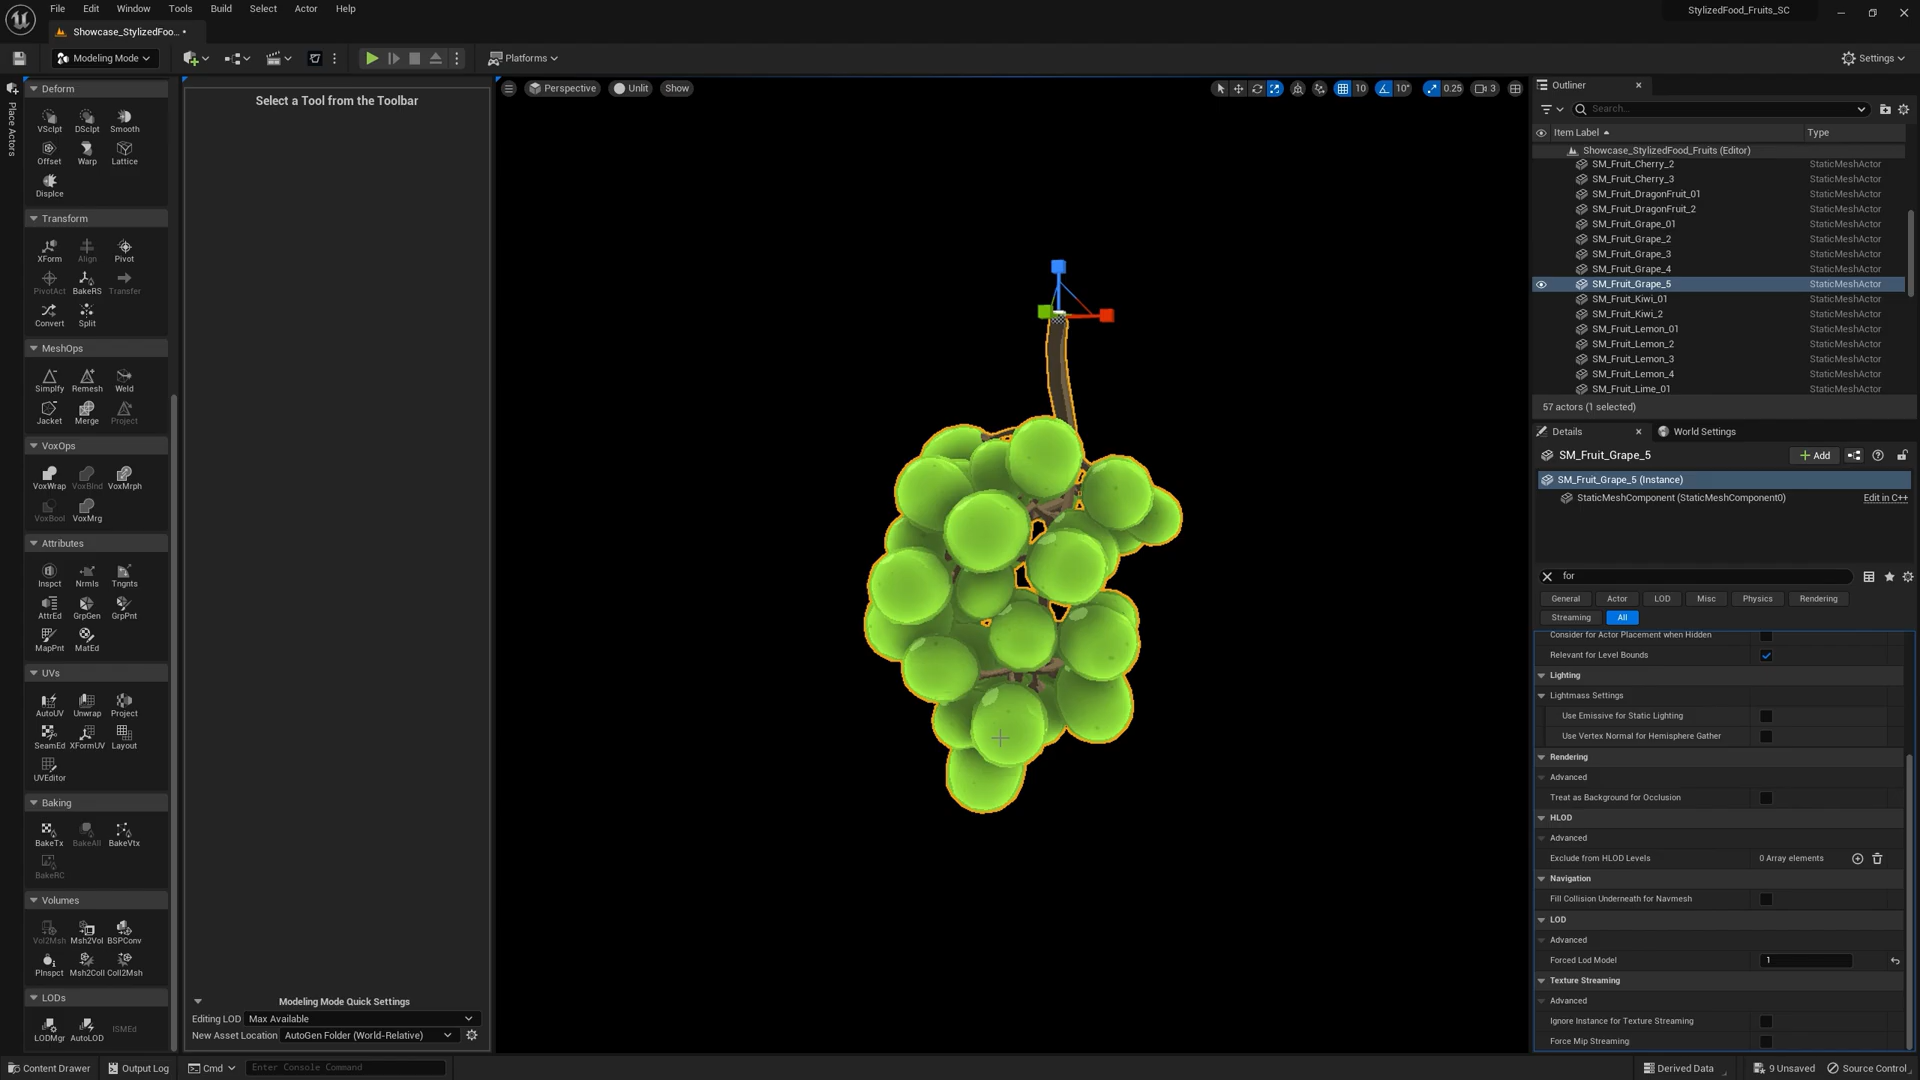 File Edit Window Tools Build Select Actor Help
StylizedFood_Fruits_SC
Showcase_StylizedFoo... •
Modeling Mode
Platforms
Settings
Place Actors
Deform
VSclpt DSclpt Smooth
Offset Warp Lattice
Displce
Transform
XForm Align Pivot
PivotAct BakeRS Transfer
Convert Split
MeshOps
Simplfy Remesh Weld
Jacket Merge Project
VoxOps
VoxWrap VoxBlnd VoxMrph
VoxBool VoxMrg
Attributes
Inspct Nrmls Tngnts
AttrEd GrpGen GrpPnt
MapPnt MatEd
UVs
AutoUV Unwrap Project
SeamEd XFormUV Layout
UVEditor
Baking
BakeTx BakeAll BakeVtx
BakeRC
Volumes
Vol2Msh Msh2Vol BSPConv
PInspct Msh2Coll Coll2Msh
LODs
LODMgr AutoLOD ISMEd
Select a Tool from the Toolbar
Modeling Mode Quick Settings
Editing LOD Max Available
New Asset Location AutoGen Folder (World-Relative)
Perspective Unlit Show
10 10° 0.25 3
Outliner
Search...
Item Label Type
Showcase_StylizedFood_Fruits (Editor)
SM_Fruit_Cherry_2 StaticMeshActor
SM_Fruit_Cherry_3 StaticMeshActor
SM_Fruit_DragonFruit_01 StaticMeshActor
SM_Fruit_DragonFruit_2 StaticMeshActor
SM_Fruit_Grape_01 StaticMeshActor
SM_Fruit_Grape_2 StaticMeshActor
SM_Fruit_Grape_3 StaticMeshActor
SM_Fruit_Grape_4 StaticMeshActor
SM_Fruit_Grape_5 StaticMeshActor
SM_Fruit_Kiwi_01 StaticMeshActor
SM_Fruit_Kiwi_2 StaticMeshActor
SM_Fruit_Lemon_01 StaticMeshActor
SM_Fruit_Lemon_2 StaticMeshActor
SM_Fruit_Lemon_3 StaticMeshActor
SM_Fruit_Lemon_4 StaticMeshActor
SM_Fruit_Lime_01 StaticMeshActor
57 actors (1 selected)
Details World Settings
SM_Fruit_Grape_5 + Add
SM_Fruit_Grape_5 (Instance)
StaticMeshComponent (StaticMeshComponent0) Edit in C++
for
General Actor LOD Misc Physics Rendering
Streaming All
Consider for Actor Placement when Hidden
Relevant for Level Bounds
Lighting
Lightmass Settings
Use Emissive for Static Lighting
Use Vertex Normal for Hemisphere Gather
Rendering
Advanced
Treat as Background for Occlusion
HLOD
Advanced
Exclude from HLOD Levels 0 Array elements
Navigation
Fill Collision Underneath for Navmesh
LOD
Advanced
Forced Lod Model 1
Texture Streaming
Advanced
Ignore Instance for Texture Streaming
Force Mip Streaming
Content Drawer Output Log Cmd Enter Console Command Derived Data 9 Unsaved Source Control